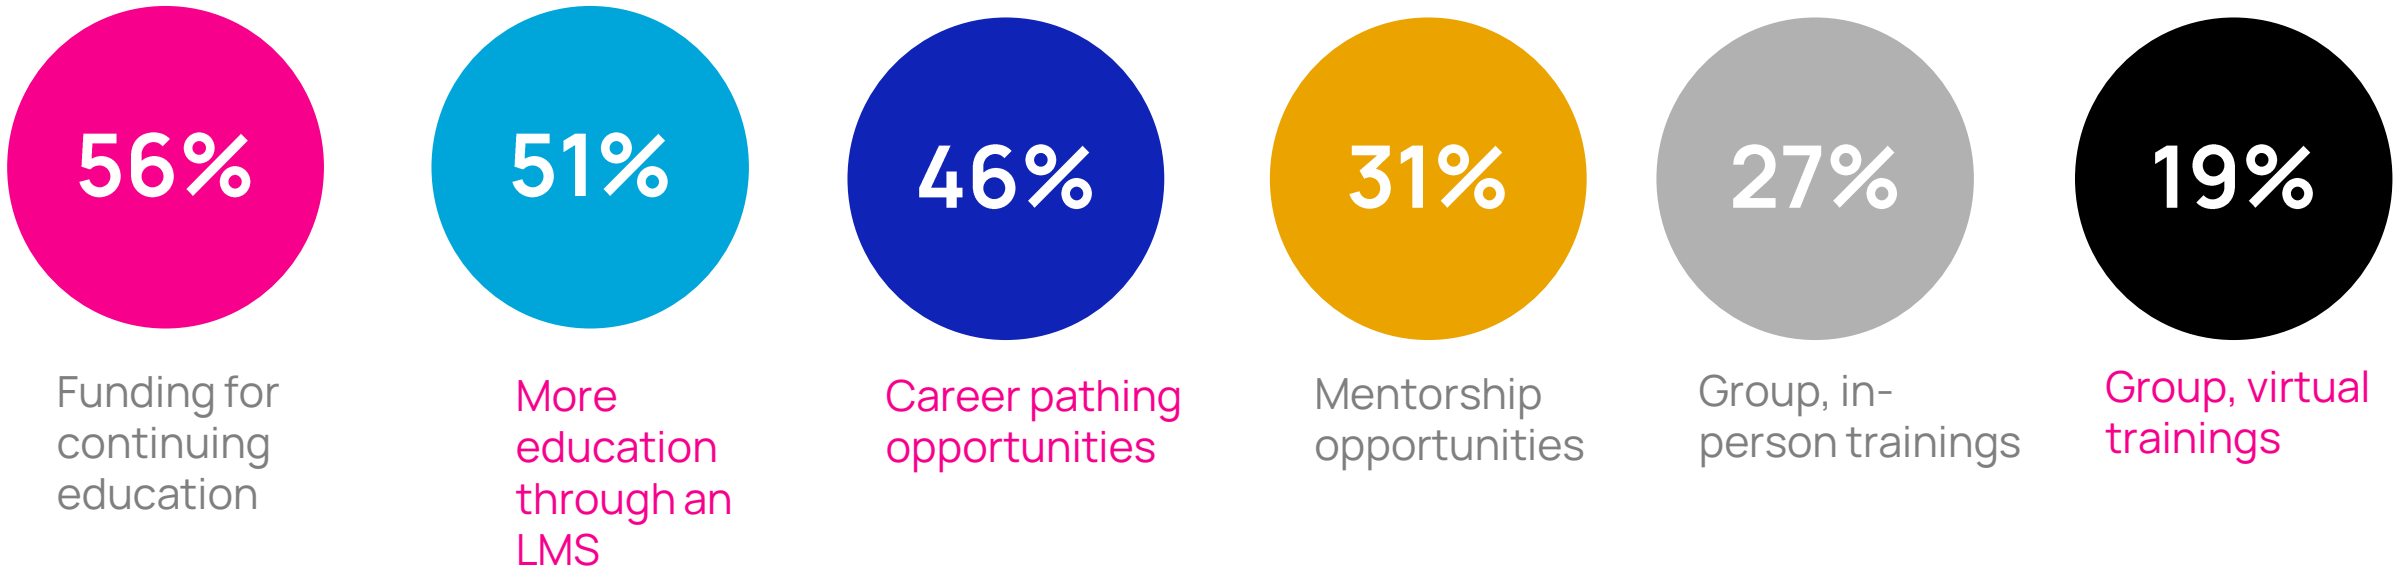 56%
51%
46%
31%
27%
19%
Funding for
continuing
education
More
education
through an
LMS
Career pathing
opportunities
Mentorship
opportunities
Group, in-
person trainings
Group, virtual
trainings